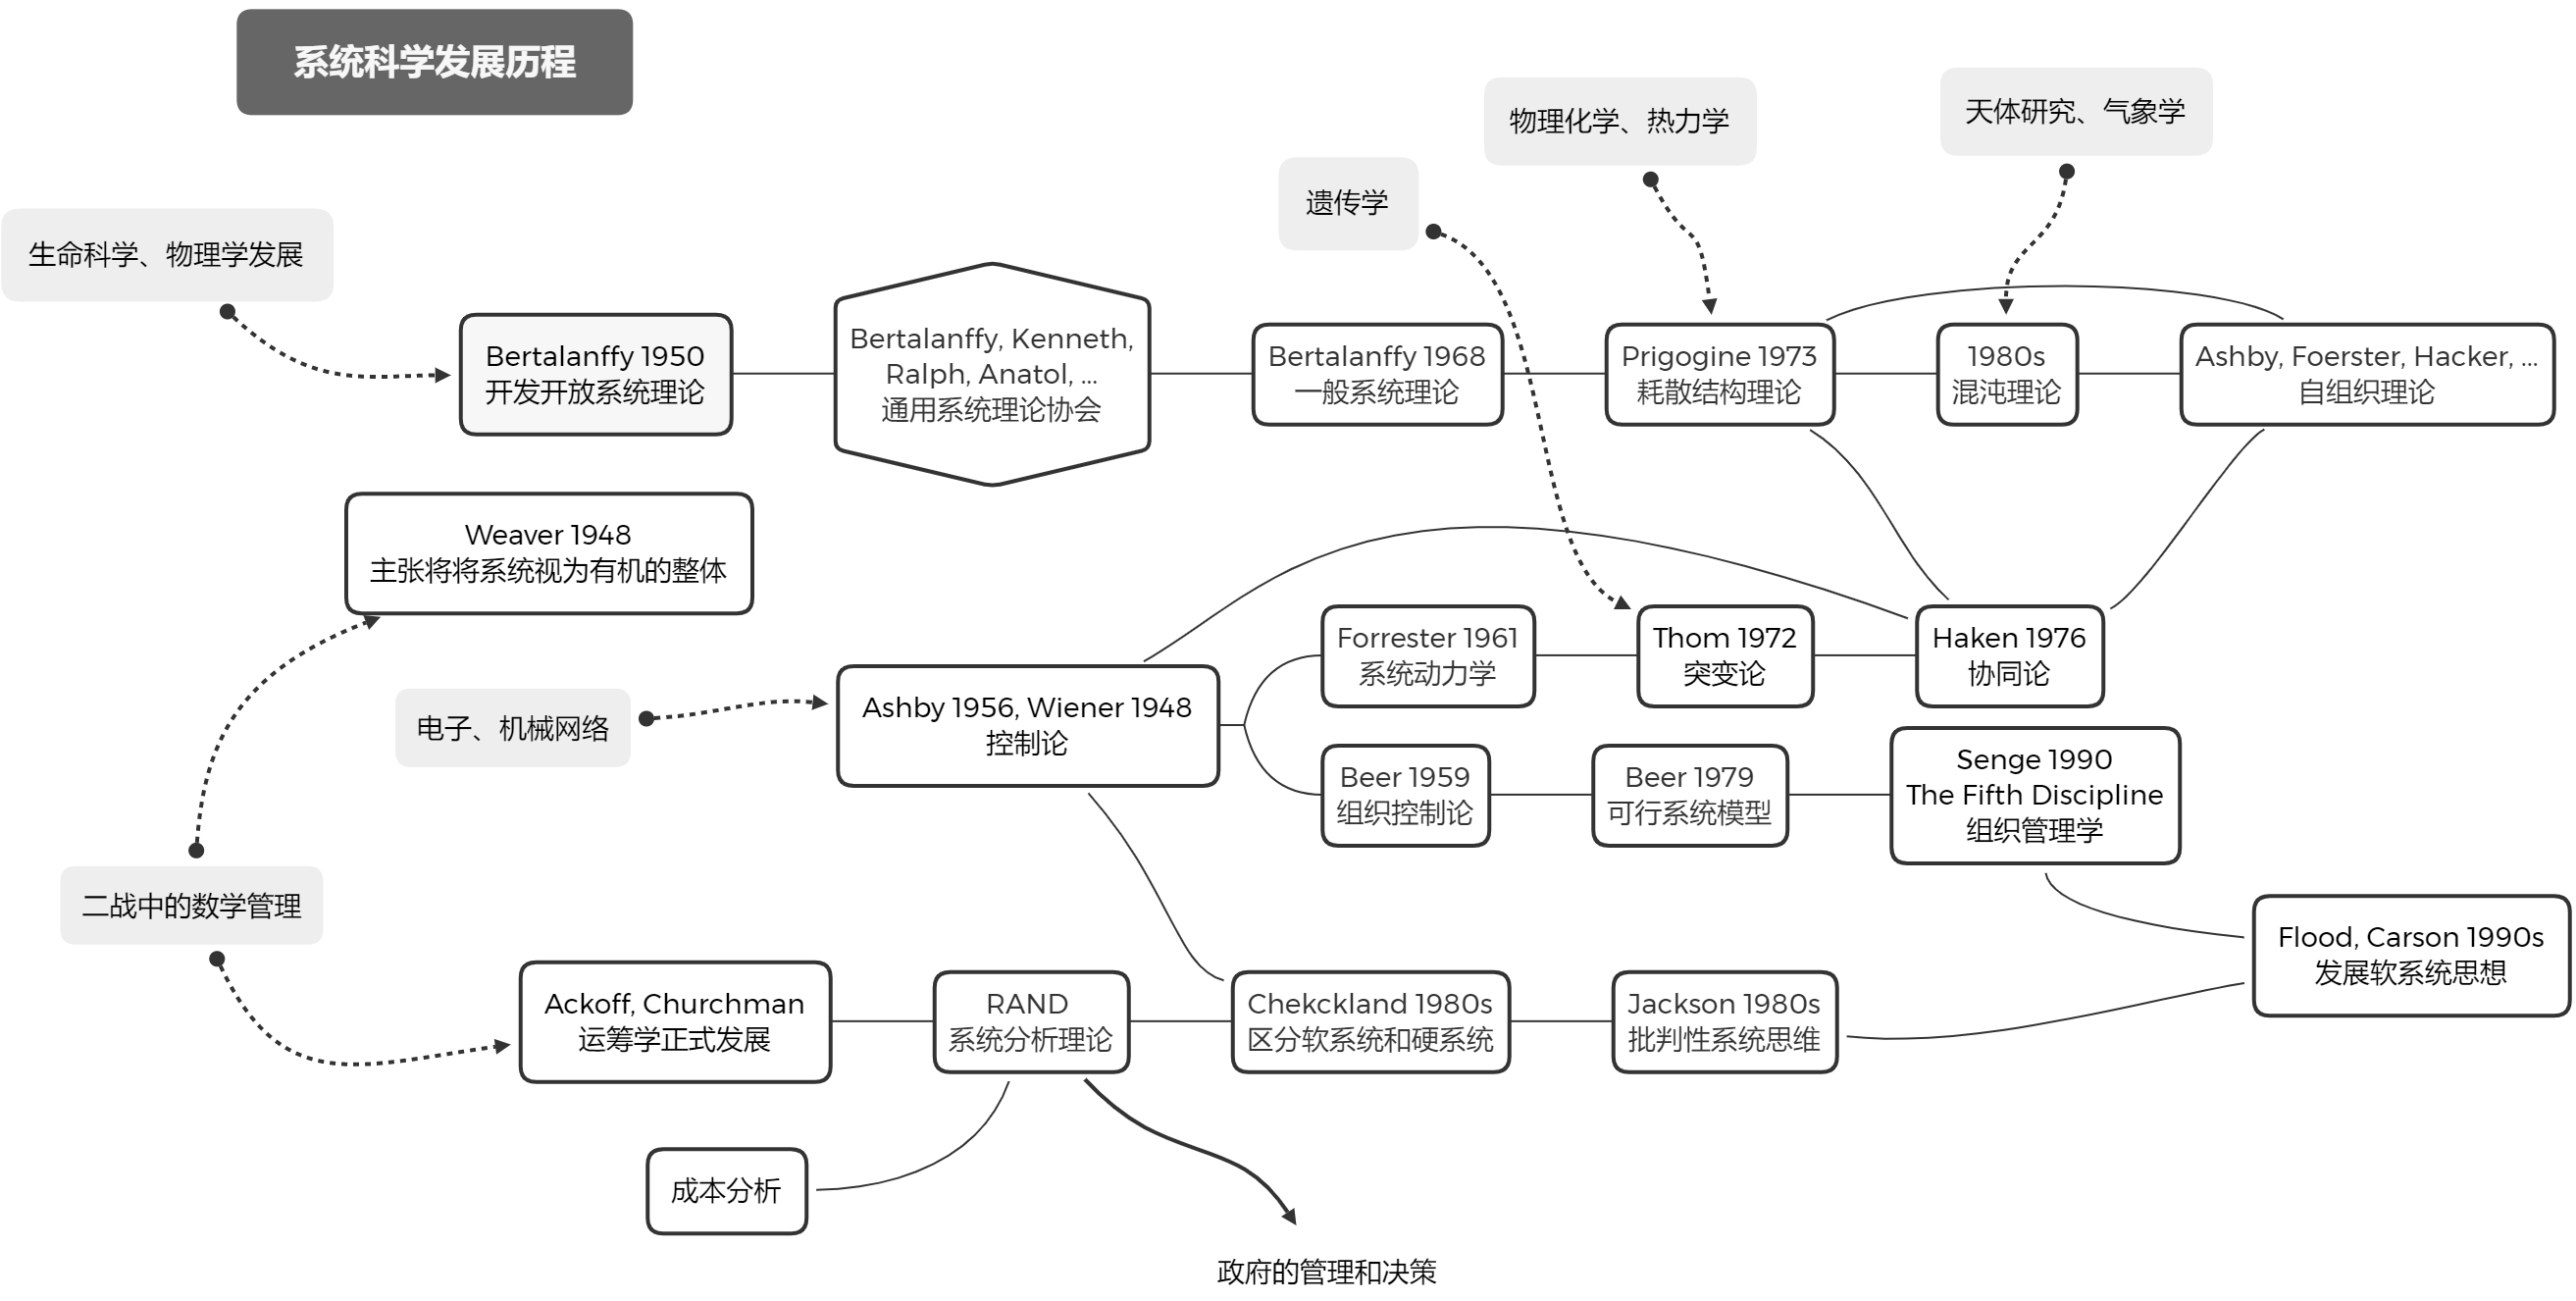 系统科学发展历程
物理化学、热力学
天体研究、气象学
遗传学
生命科学、物理学发展
Bertalanffy 1950
开发开放系统理论
Bertalanffy, Kenneth,
Ralph, Anatol, ...
通用系统理论协会
Bertalanffy 1968
一般系统理论
Prigogine 1973
耗散结构理论
1980s
混沌理论
Ashby, Foerster, Hacker, ...
自组织理论
Weaver 1948
主张将将系统视为有机的整体
电子、机械网络
Ashby 1956, Wiener 1948
控制论
Forrester 1961
系统动力学
Thom 1972
突变论
Haken 1976
协同论
Beer 1959
组织控制论
Beer 1979
可行系统模型
Senge 1990
The Fifth Discipline
组织管理学
二战中的数学管理
Flood, Carson 1990s
发展软系统思想
Ackoff, Churchman
运筹学正式发展
RAND
系统分析理论
Chekckland 1980s
区分软系统和硬系统
Jackson 1980s
批判性系统思维
成本分析
政府的管理和决策